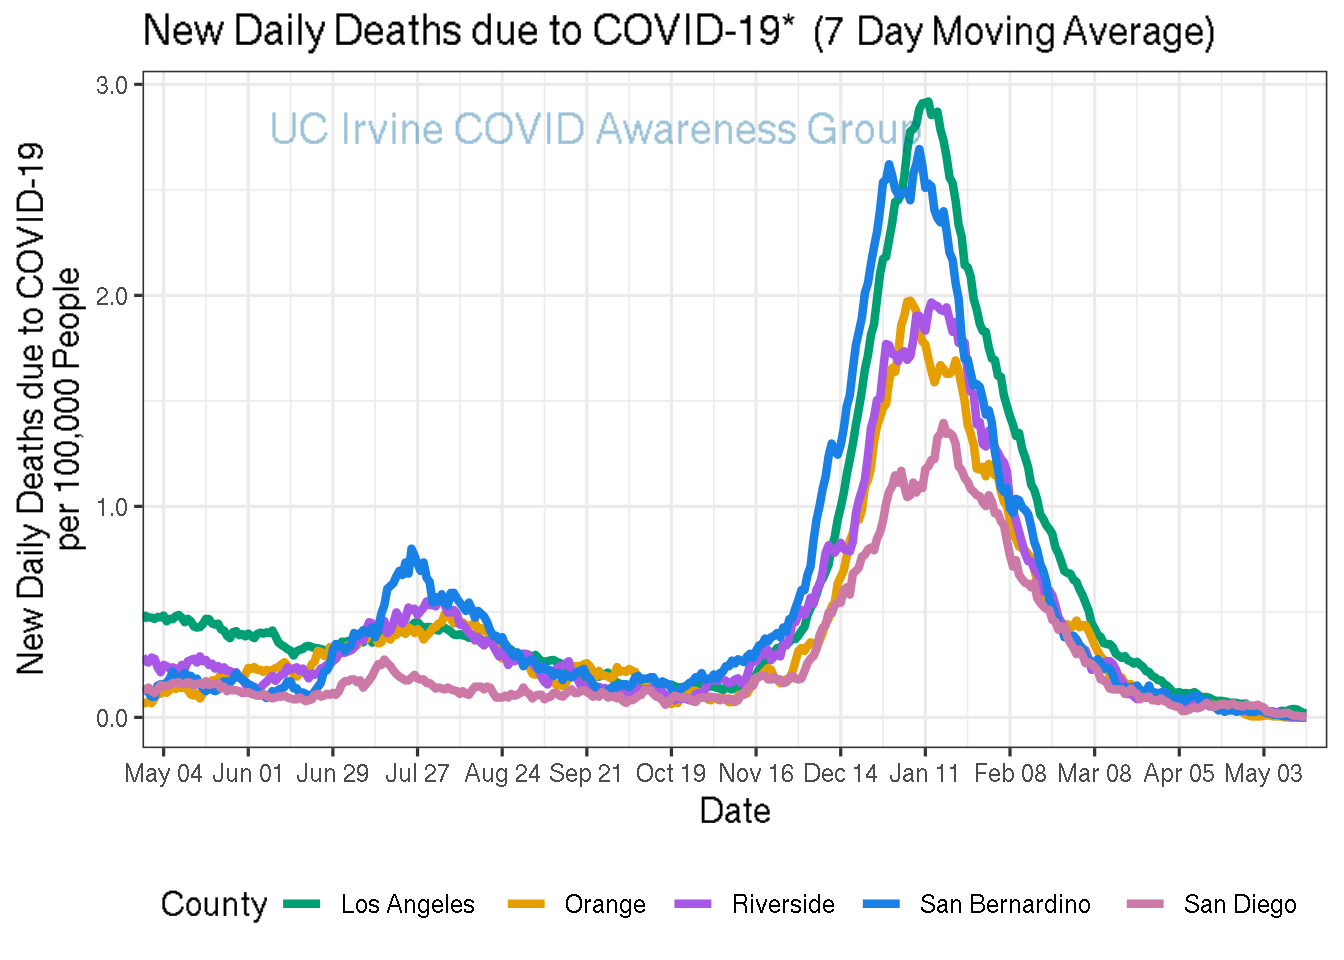 New Daily Deaths due to COVID-19* (7 Day Moving Average)
UC Irvine COVID Awareness Group
New Daily Deaths due to COVID-19
per 100,000 People
3.0
2.0
1.0
0.0
May 04 Jun 01 Jun 29 Jul 27 Aug 24 Sep 21 Oct 19 Nov 16 Dec 14 Jan 11 Feb 08 Mar 08 Apr 05 May 03
Date
County Los Angeles Orange Riverside San Bernardino San Diego